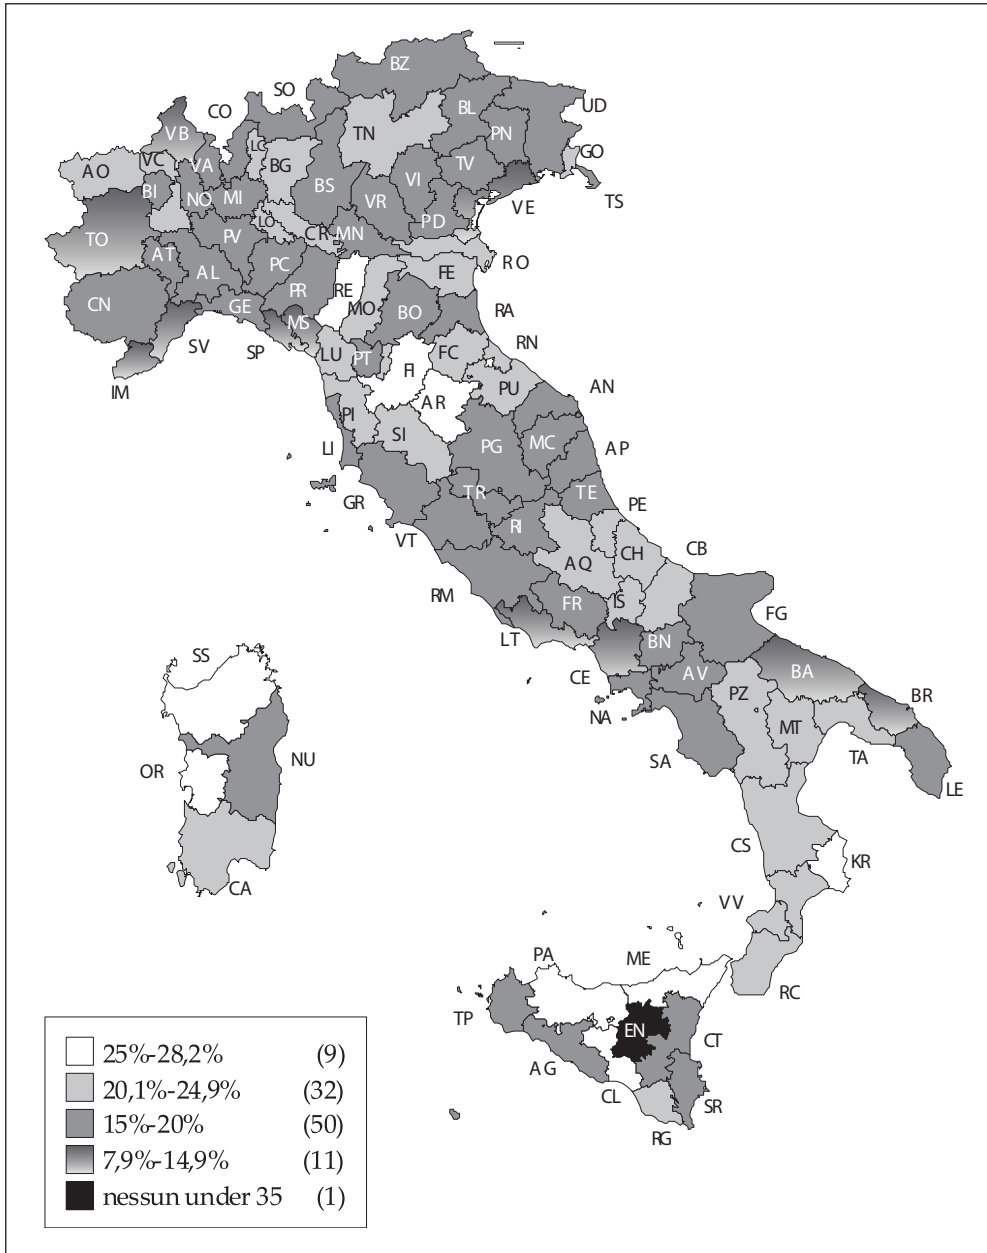 BZ
SO
CO
UD
BL
VB
PN
TN
LC
GO
VC
VA
BG
TV
AO
VI
BS
BI
VR
TS
NO
MI
VE
LO
PD
CR
MN
PV
TO
AT
RO
PC
FE
AL
PR
RE
CN
GE
MO
BO
RA
MS
SV
SP
RN
LU
PT
FC
FI
IM
PU
AN
AR
PI
SI
MC
PG
AP
LI
TR
TE
GR
PE
RI
VT
CH
CB
AQ
RM
IS
FR
FG
LT
BN
SS
CE
AV
BA
PZ
BR
NA
MT
NU
TA
SA
OR
LE
CS
KR
CA
VV
PA
ME
RC
TP
EN
CT
AG
CL
SR
RG
25%-28,2% (9)
20,1%-24,9% (32)
15%-20% (50)
7,9%-14,9% (11)
nessun under 35 (1)